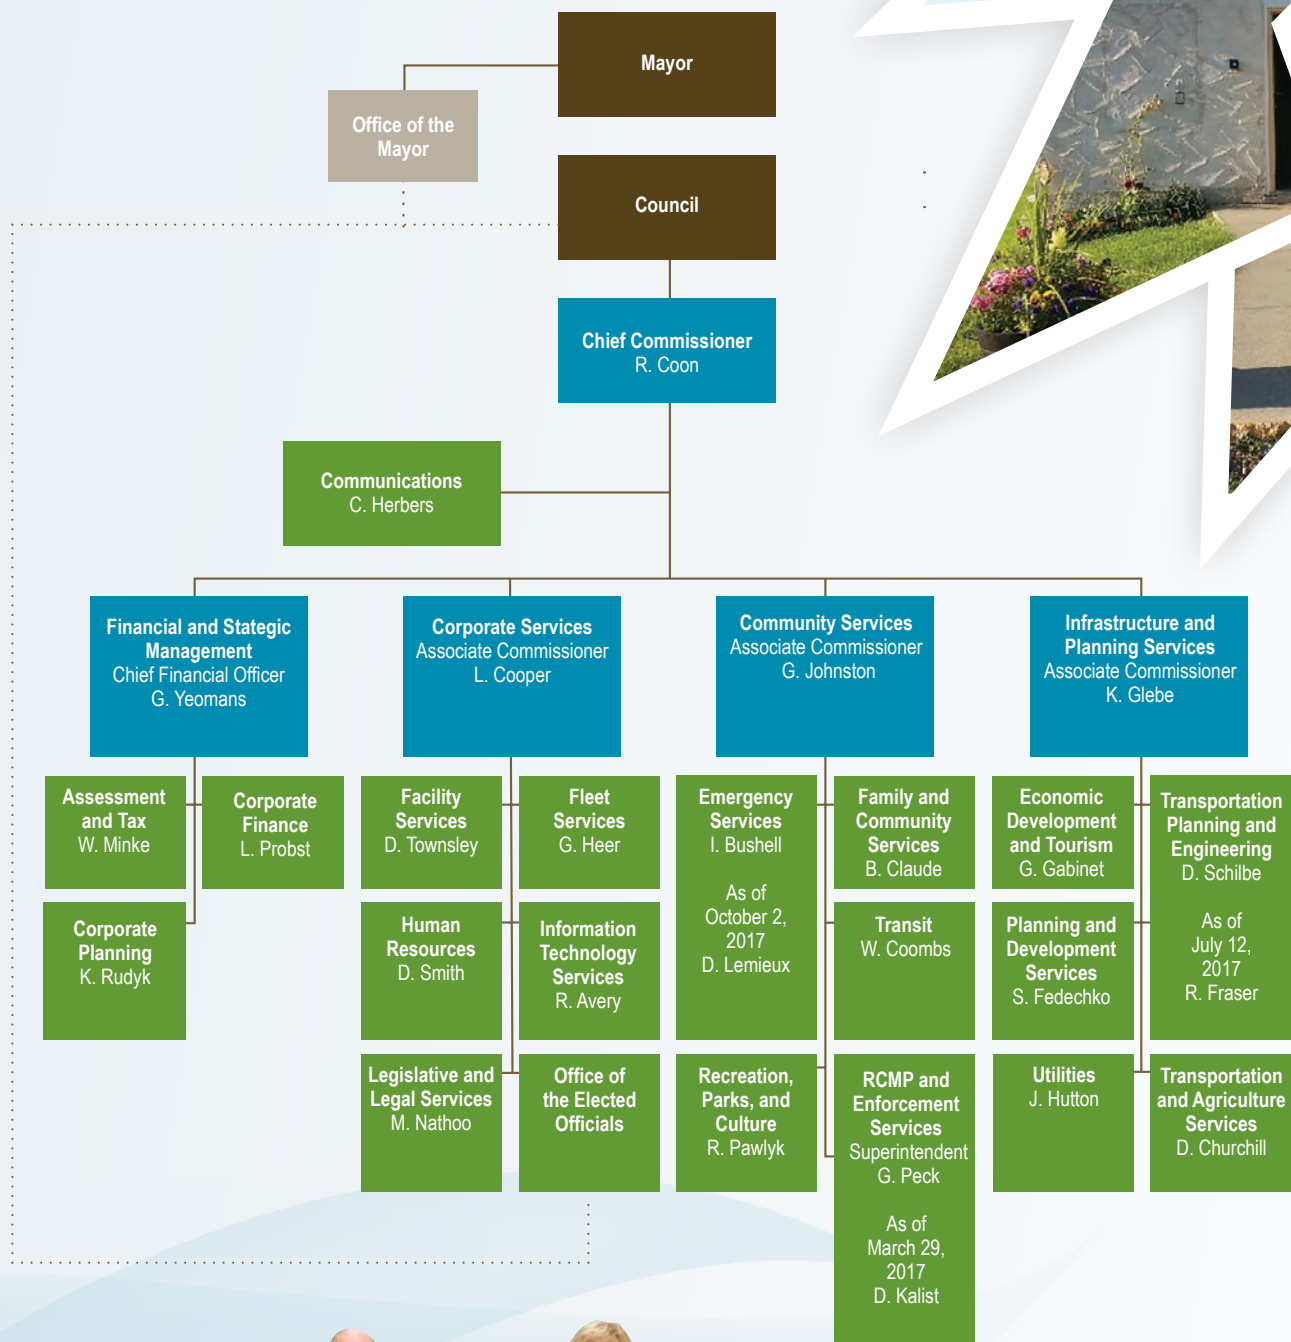 Mayor
Office of the
Mayor
Council
Chief Commissioner
R. Coon
Communications
C. Herbers
Financial and Stategic
Management
Chief Financial Officer
G. Yeomans
Corporate Services
Associate Commissioner
L. Cooper
Community Services
Associate Commissioner
G. Johnston
Infrastructure and
Planning Services
Associate Commissioner
K. Glebe
Assessment
and Tax
W. Minke
Corporate
Finance
L. Probst
Corporate
Planning
K. Rudyk
Facility
Services
D. Townsley
Fleet
Services
G. Heer
Human
Resources
D. Smith
Information
Technology
Services
R. Avery
Legislative and
Legal Services
M. Nathoo
Office of
the Elected
Officials
Emergency
Services
I. Bushell
As of
October 2,
2017
D. Lemieux
Family and
Community
Services
B. Claude
Transit
W. Coombs
Recreation,
Parks, and
Culture
R. Pawlyk
RCMP and
Enforcement
Services
Superintendent
G. Peck
As of
March 29,
2017
D. Kalist
Economic
Development
and Tourism
G. Gabinet
Transportation
Planning and
Engineering
D. Schilbe
As of
July 12,
2017
R. Fraser
Planning and
Development
Services
S. Fedechko
Utilities
J. Hutton
Transportation
and Agriculture
Services
D. Churchill